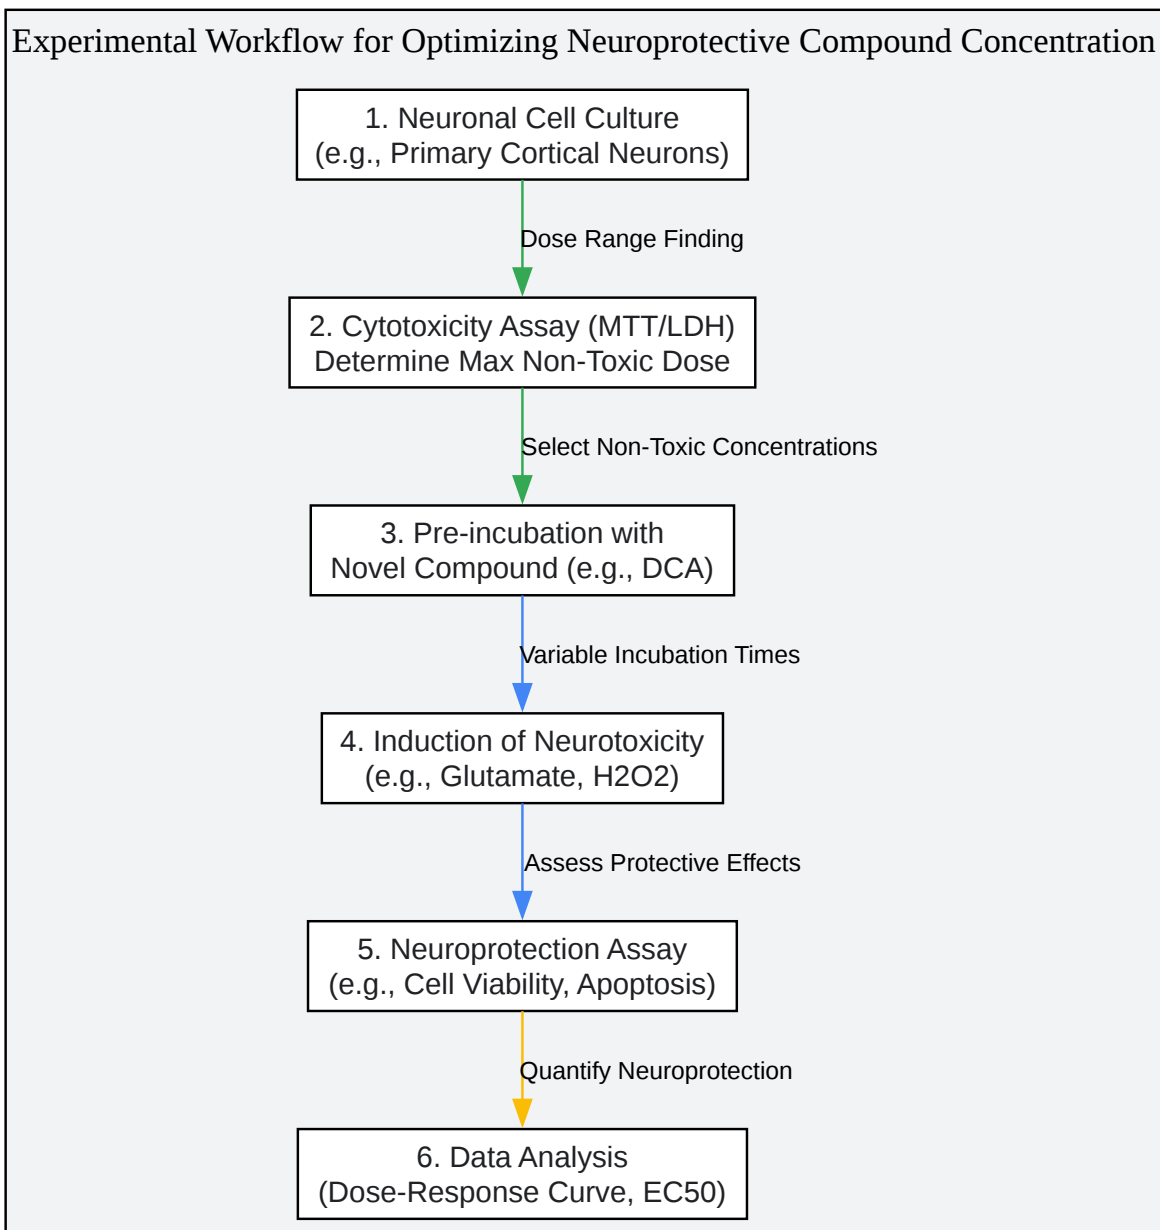 Experimental Workflow for Optimizing Neuroprotective Compound Concentration
1. Neuronal Cell Culture
(e.g., Primary Cortical Neurons)
Dose Range Finding
2. Cytotoxicity Assay (MTT/LDH)
Determine Max Non-Toxic Dose
Select Non-Toxic Concentrations
3. Pre-incubation with
Novel Compound (e.g., DCA)
Variable Incubation Times
4. Induction of Neurotoxicity
(e.g., Glutamate, H2O2)
Assess Protective Effects
5. Neuroprotection Assay
(e.g., Cell Viability, Apoptosis)
Quantify Neuroprotection
6. Data Analysis
(Dose-Response Curve, EC50)